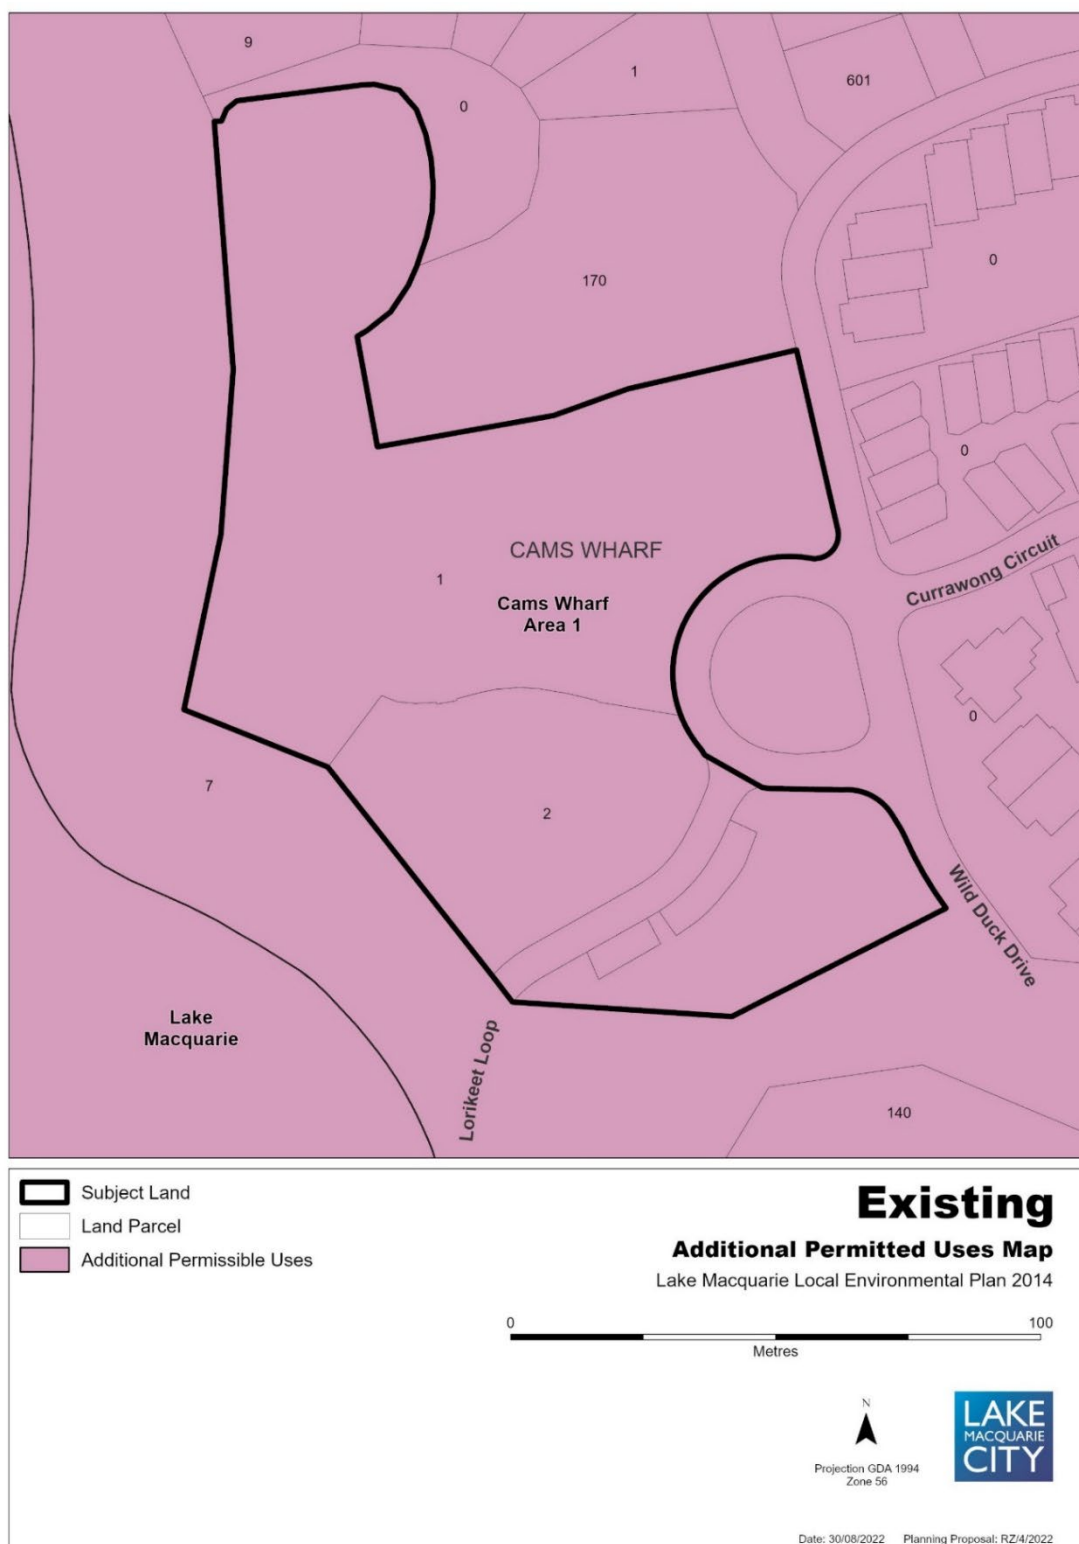 9
0
1
601
170
0
0
CAMS WHARF
1
Cams Wharf
Area 1
Currawong Circuit
0
7
2
Wild Duck Drive
Lake
Macquarie
Lorikeet Loop
140
Subject Land
Land Parcel
Additional Permissible Uses
Existing
Additional Permitted Uses Map
Lake Macquarie Local Environmental Plan 2014
0 100
Metres
N
Projection GDA 1994
Zone 56
LAKE
MACQUARIE
CITY
Date: 30/08/2022 Planning Proposal: RZ/4/2022